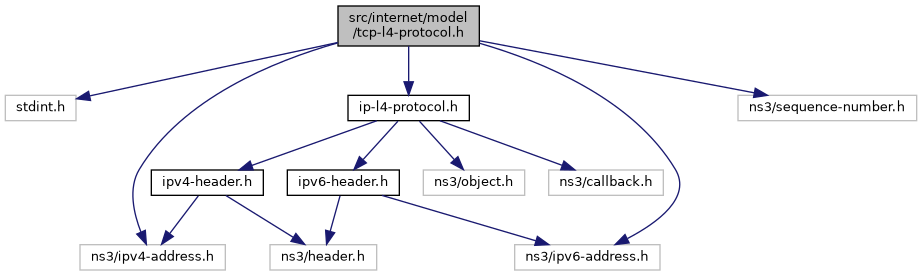 src/internet/model
/tcp-l4-protocol.h
stdint.h
ip-l4-protocol.h
ns3/sequence-number.h
ipv4-header.h
ipv6-header.h
ns3/object.h
ns3/callback.h
ns3/ipv4-address.h
ns3/header.h
ns3/ipv6-address.h